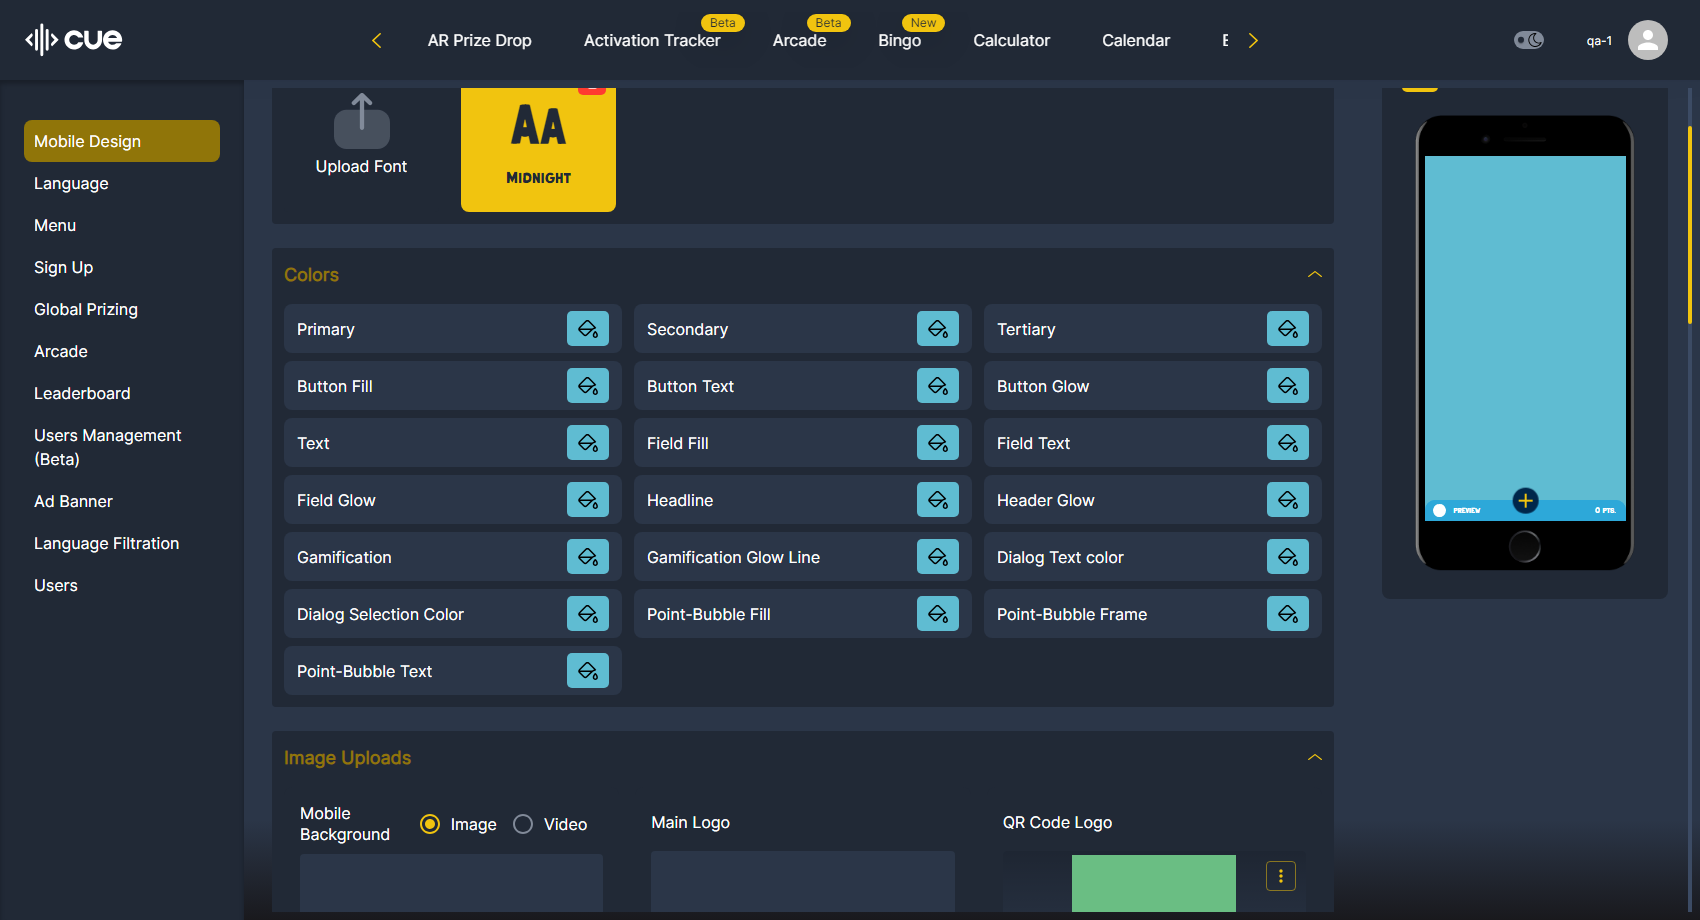 cue
AR Prize Drop
Activation Tracker
Beta
Arcade
Beta
Bingo
New
Calculator
Calendar
qa-1
Mobile Design
Language
Menu
Sign Up
Global Prizing
Arcade
Leaderboard
Users Management
(Beta)
Ad Banner
Language Filtration
Users
Upload Font
AA
MIDNIGHT
Colors
Primary
Secondary
Tertiary
Button Fill
Button Text
Button Glow
Text
Field Fill
Field Text
Field Glow
Headline
Header Glow
Gamification
Gamification Glow Line
Dialog Text color
Dialog Selection Color
Point-Bubble Fill
Point-Bubble Frame
Point-Bubble Text
Image Uploads
Mobile
Background
Image
Video
Main Logo
QR Code Logo
PREVIEW
0 PTS.